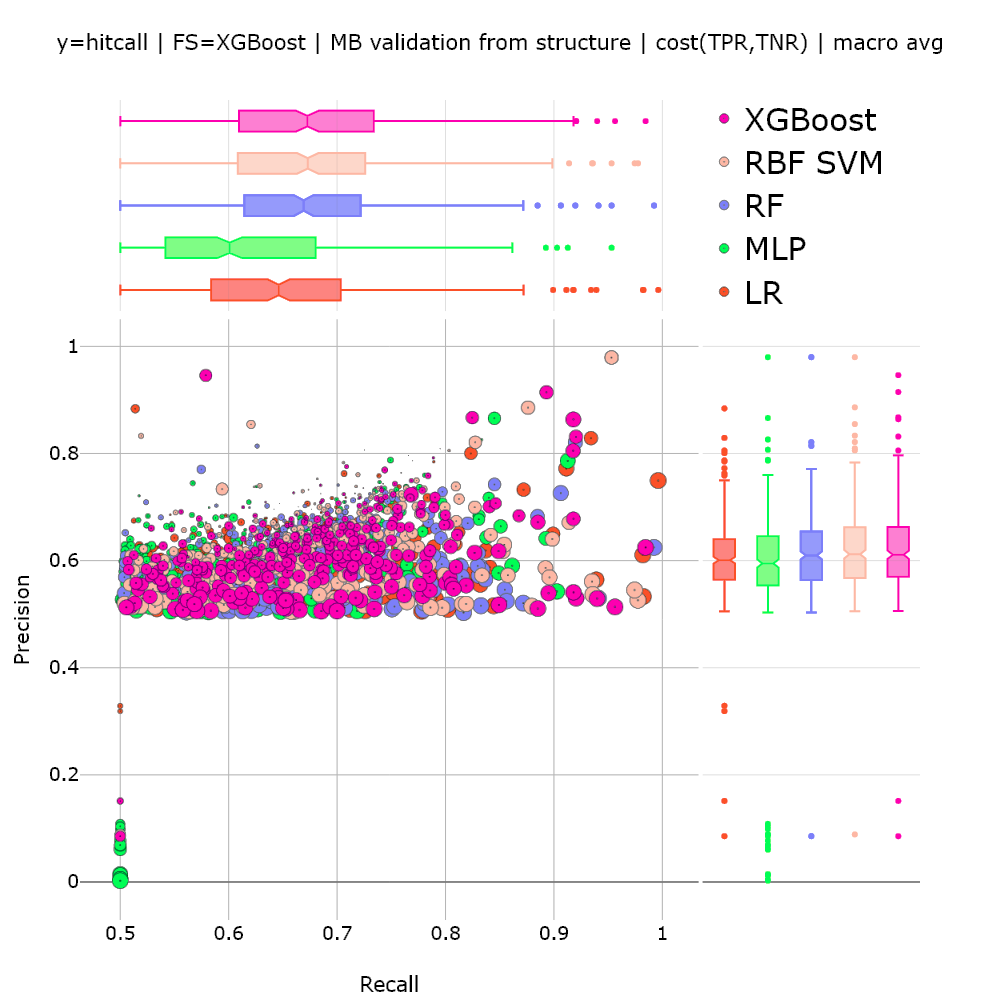 y=hitcall | FS=XGBoost | MB validation from structure | cost(TPR,TNR) | macro avg
XGBoost
RBF SVM
RF
MLP
LR
1
0.8
0.6
0.4
0.2
0
Precision
0.5 0.6 0.7 0.8 0.9 1
Recall